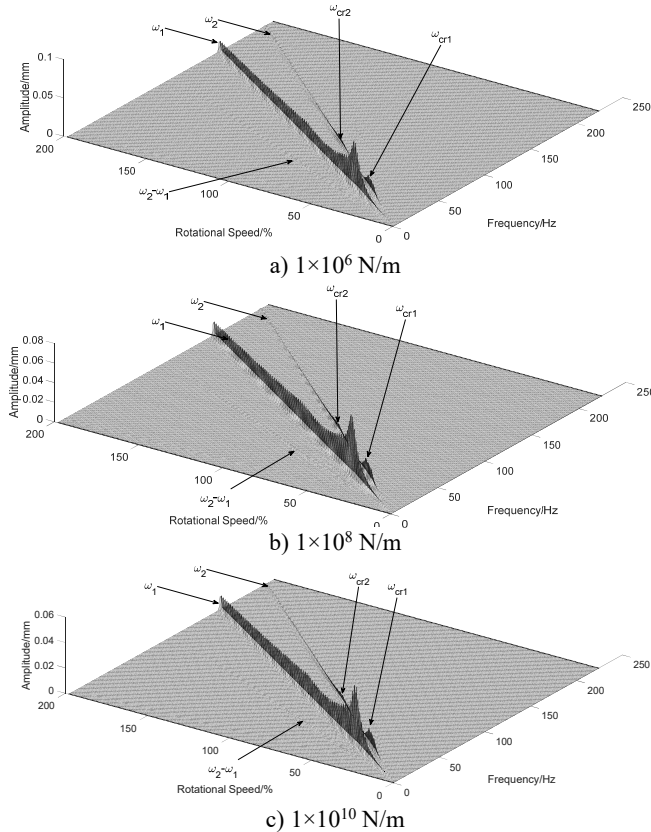 ω1
ω2
ωcr2
ωcr1
Amplitude/mm
0.1
0.05
0
200
150
100
50
0
ω2-ω1
Rotational Speed/%
0
50
100
150
200
250
Frequency/Hz
a) 1×10⁶ N/m
ω1
ω2
ωcr2
ωcr1
Amplitude/mm
0.08
0.06
0.04
0.02
0
200
150
100
50
0
ω2-ω1
Rotational Speed/%
0
50
100
150
200
250
Frequency/Hz
b) 1×10⁸ N/m
ω1
ω2
ωcr2
ωcr1
Amplitude/mm
0.06
0.04
0.02
0
200
150
100
50
0
ω2-ω1
Rotational Speed/%
0
50
100
150
200
250
Frequency/Hz
c) 1×10¹⁰ N/m